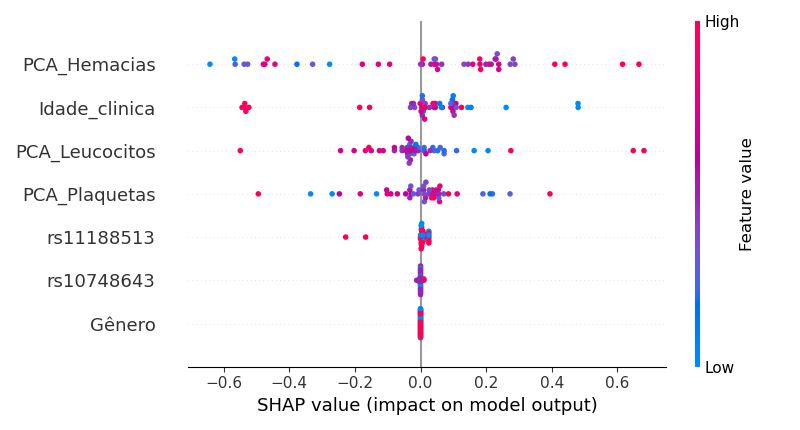 High
PCA_Hemacias
Idade_clinica
PCA_Leucocitos
PCA_Plaquetas
rs11188513
rs10748643
Gênero
Feature value
Low
−0.6 −0.4 −0.2 0.0 0.2 0.4 0.6
SHAP value (impact on model output)